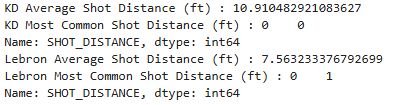 KD Average Shot Distance (ft) : 10.910482921083627
KD Most Common Shot Distance (ft) : 0    0
Name: SHOT_DISTANCE, dtype: int64
Lebron Average Shot Distance (ft) : 7.563233376792699
Lebron Most Common Shot Distance (ft) : 0    1
Name: SHOT_DISTANCE, dtype: int64